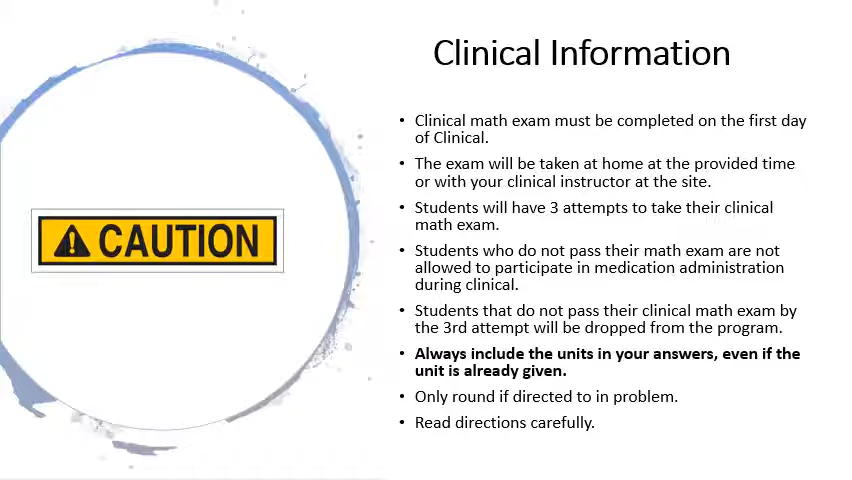 Clinical Information
CAUTION
• Clinical math exam must be completed on the first day
of Clinical.
• The exam will be taken at home at the provided time
or with your clinical instructor at the site.
• Students will have 3 attempts to take their clinical
math exam.
• Students who do not pass their math exam are not
allowed to participate in medication administration
during clinical.
• Students that do not pass their clinical math exam by
the 3rd attempt will be dropped from the program.
• Always include the units in your answers, even if the
unit is already given.
• Only round if directed to in problem.
• Read directions carefully.